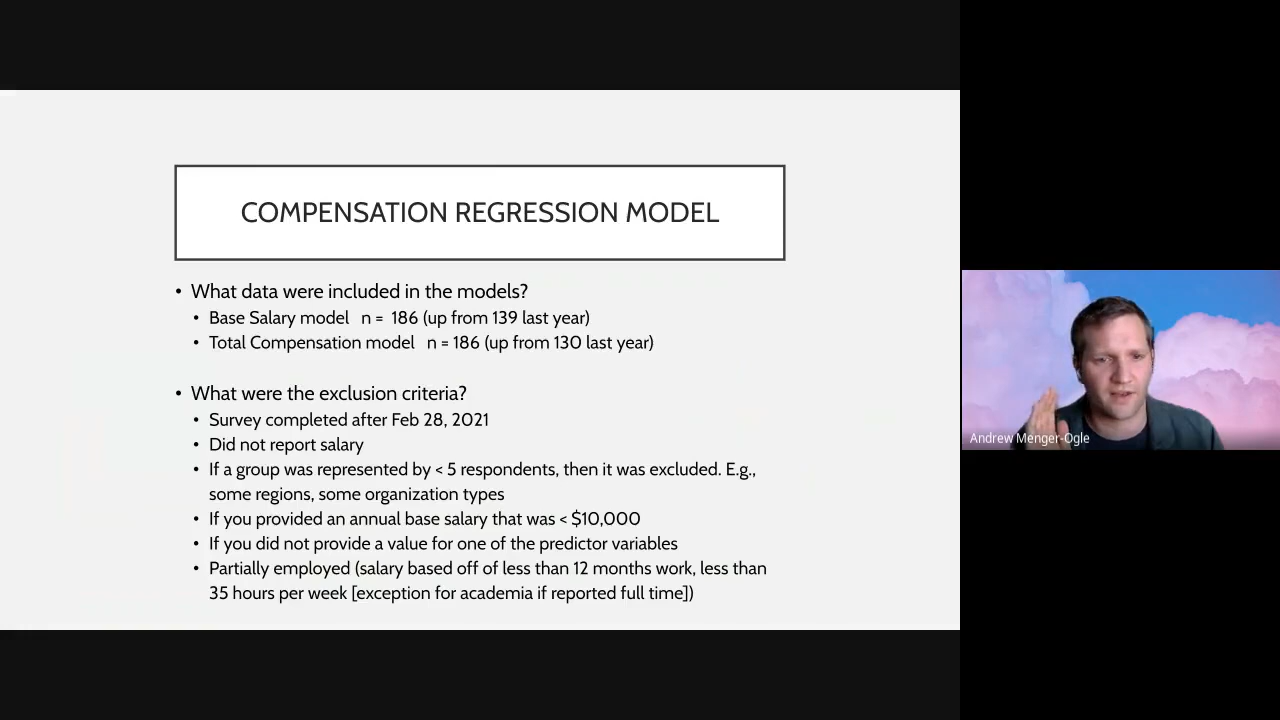 COMPENSATION REGRESSION MODEL
• What data were included in the models?
• Base Salary model n = 186 (up from 139 last year)
• Total Compensation model n = 186 (up from 130 last year)
• What were the exclusion criteria?
• Survey completed after Feb 28, 2021
• Did not report salary
• If a group was represented by < 5 respondents, then it was excluded. E.g.,
some regions, some organization types
• If you provided an annual base salary that was < $10,000
• If you did not provide a value for one of the predictor variables
• Partially employed (salary based off of less than 12 months work, less than
35 hours per week [exception for academia if reported full time])
Andrew Menger-Ogle